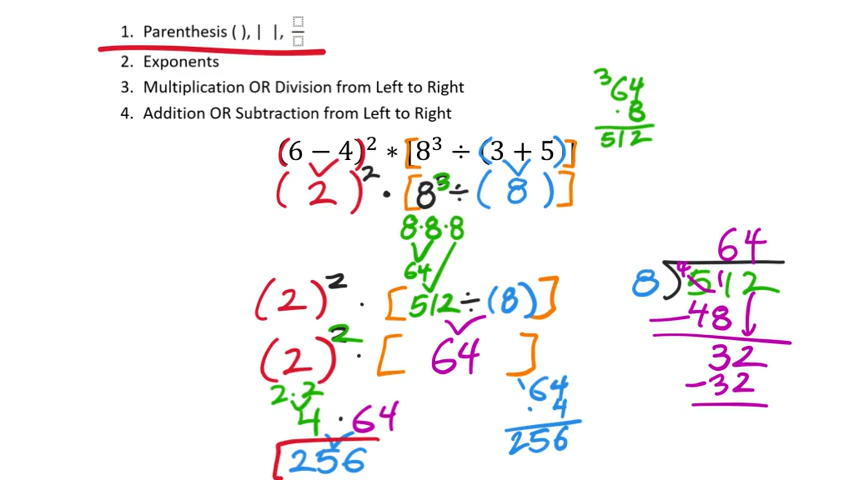 1. Parenthesis ( ), | |, □/□
2. Exponents
3. Multiplication OR Division from Left to Right
4. Addition OR Subtraction from Left to Right
³64
· 8
512
(6 − 4)² ∗ [8³ ÷ (3 + 5)]
(2)² · [8³ ÷ (8)]
8·8·8
64
(2)² · [512 ÷ (8)]
(2)² · [64]
2·2
4 · 64
256
¹64
· 4
256
64
8)⁴5¹12
−48
32
−32